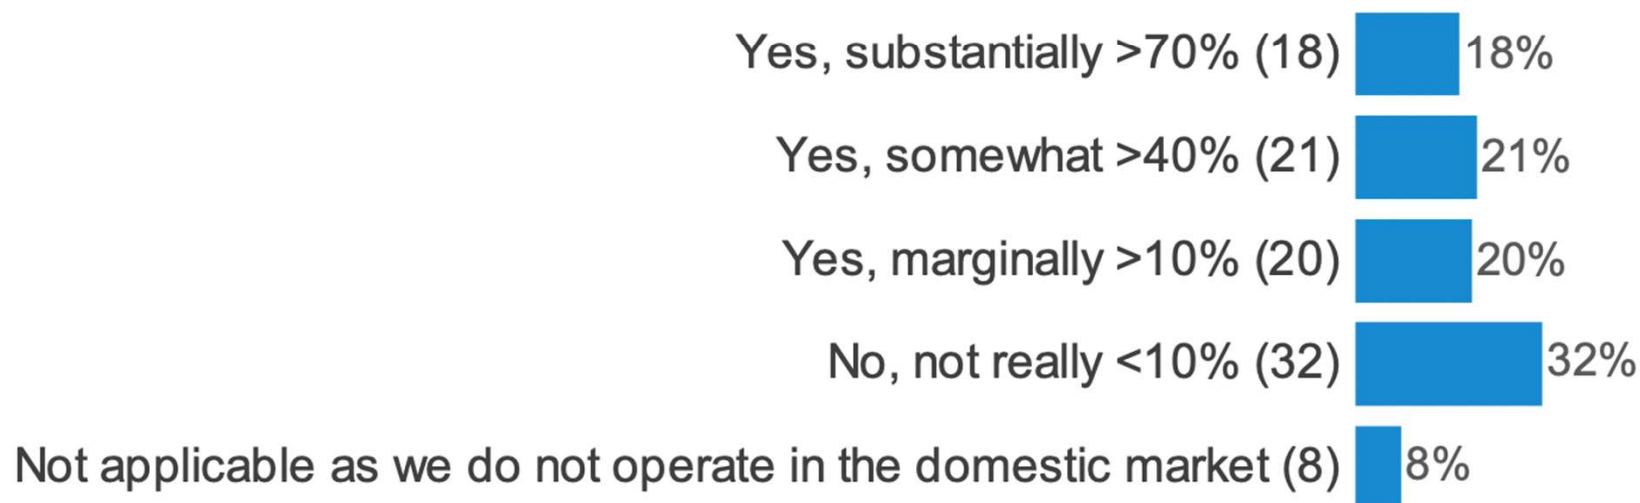 Yes, substantially >70% (18) 18%
Yes, somewhat >40% (21) 21%
Yes, marginally >10% (20) 20%
No, not really <10% (32) 32%
Not applicable as we do not operate in the domestic market (8) 8%